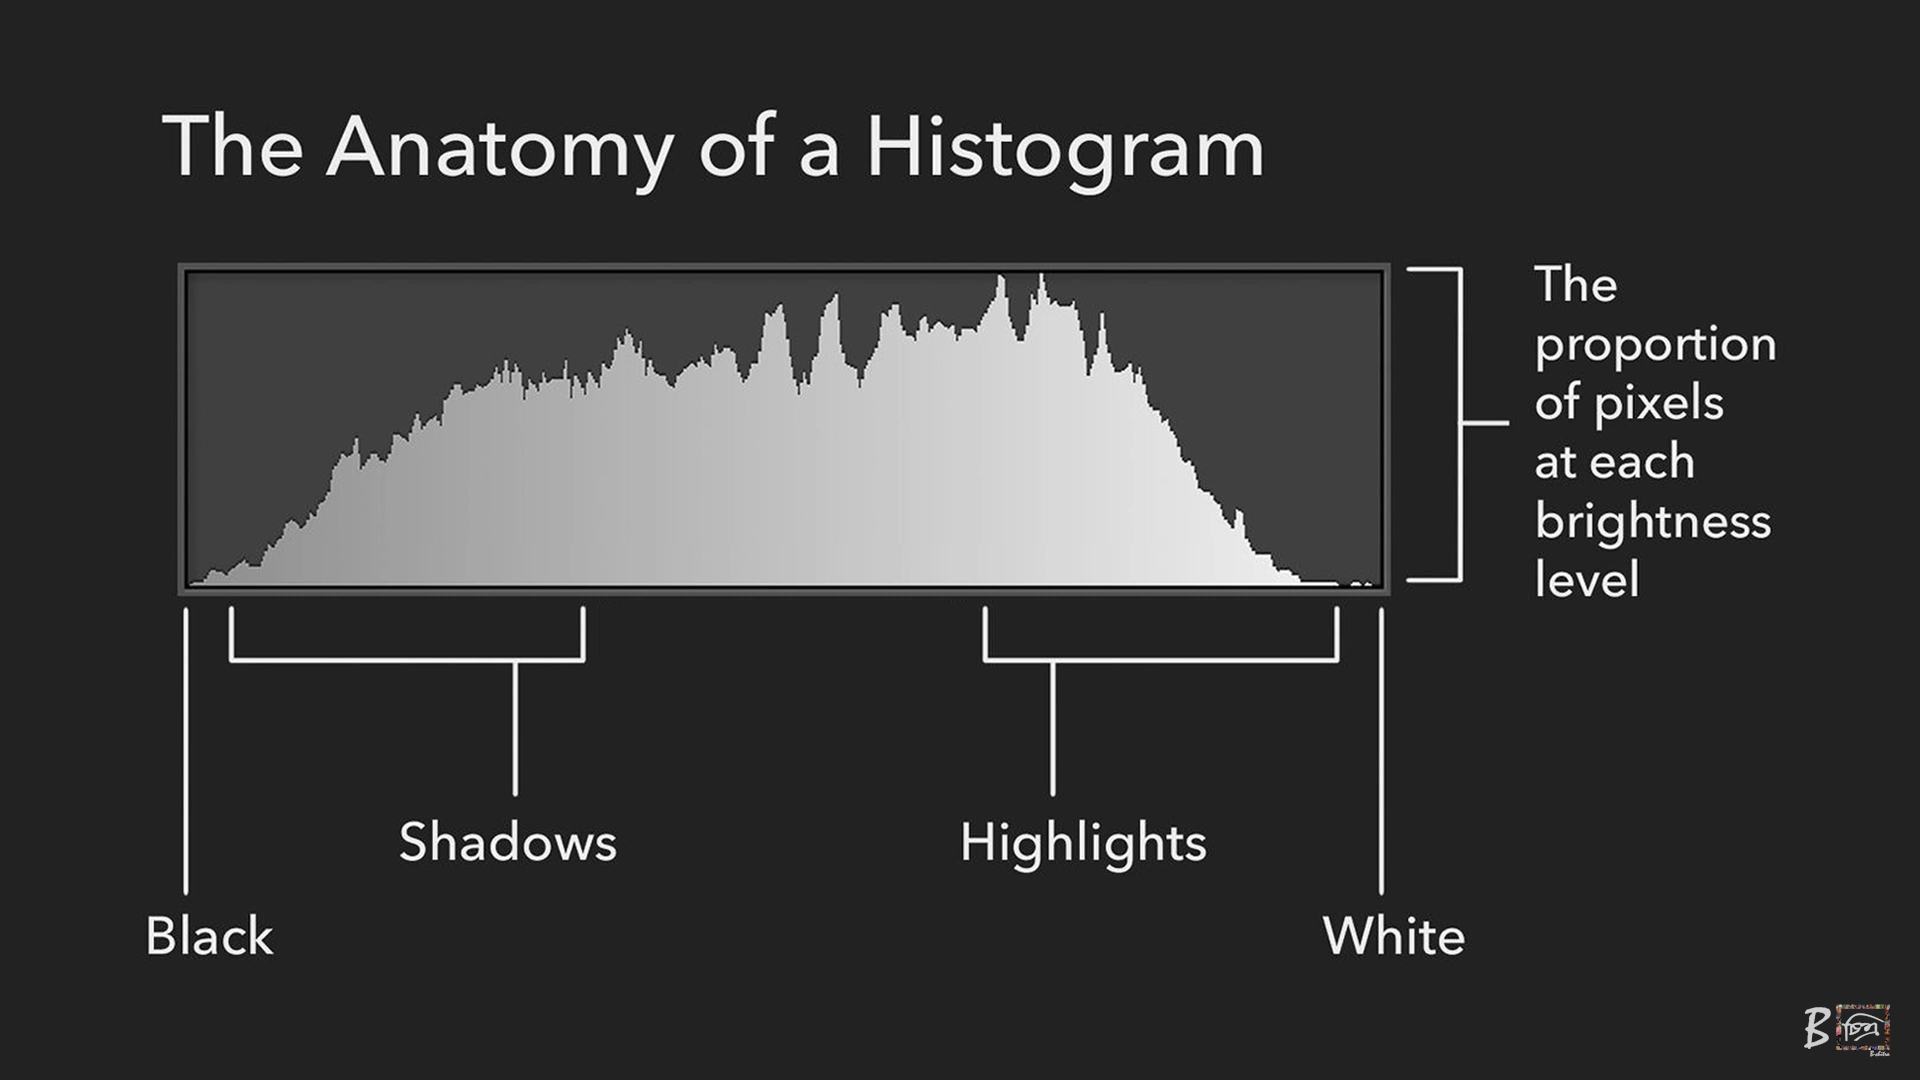 The Anatomy of a Histogram
The
proportion
of pixels
at each
brightness
level
Shadows
Highlights
Black
White
B